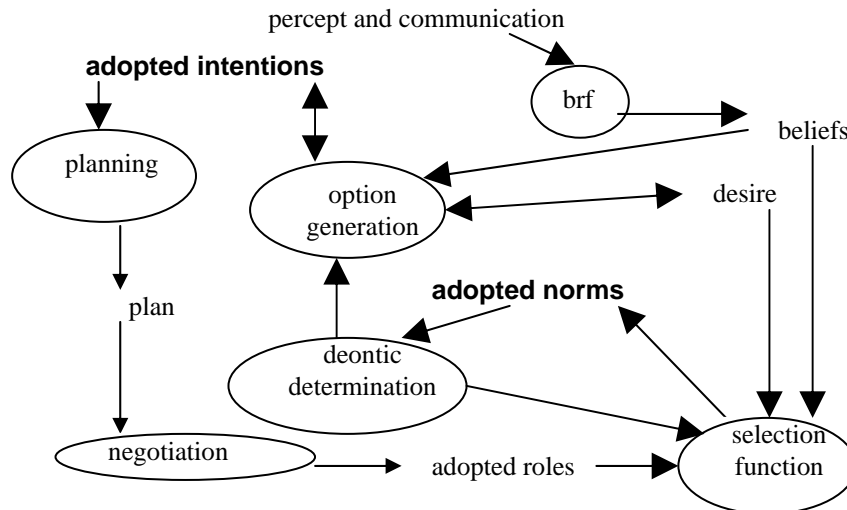 percept and communication
adopted intentions
brf
beliefs
planning
option
generation
desire
plan
adopted norms
deontic
determination
selection
function
negotiation
adopted roles